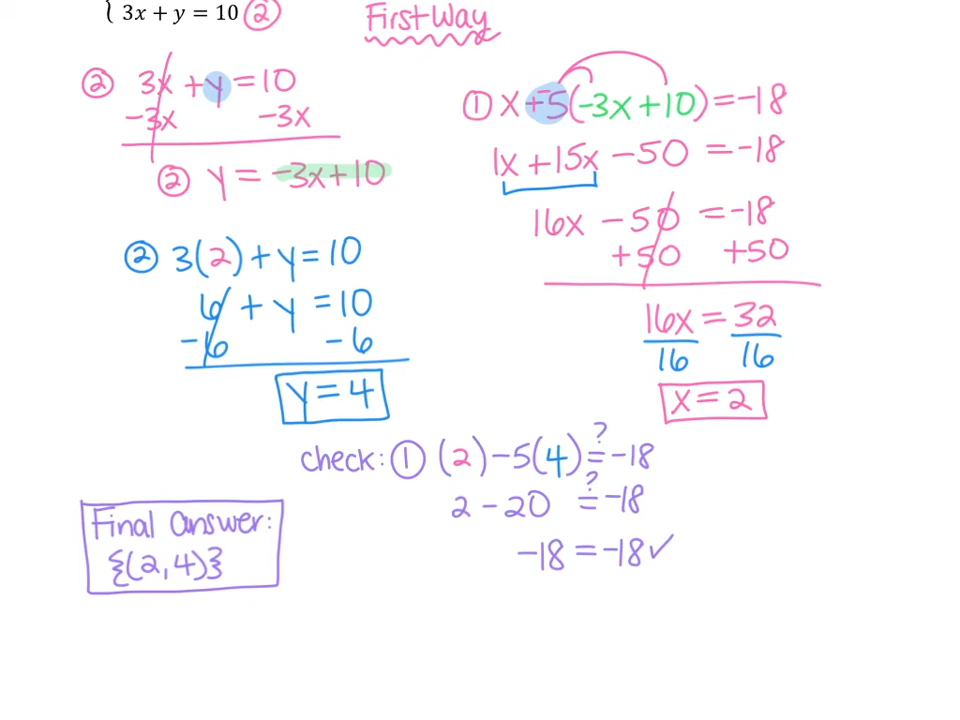 3x + y = 10 ②
First Way
② 3x + y = 10
-3x -3x
② y = -3x + 10
① x + -5(-3x + 10) = -18
1x + 15x - 50 = -18
16x - 50 = -18
+50 +50
16x = 32
16 16
x = 2
② 3(2) + y = 10
6 + y = 10
-6 -6
y = 4
check: ① (2) - 5(4) ?= -18
2 - 20 ?= -18
-18 = -18 ✓
Final Answer:
{(2, 4)}